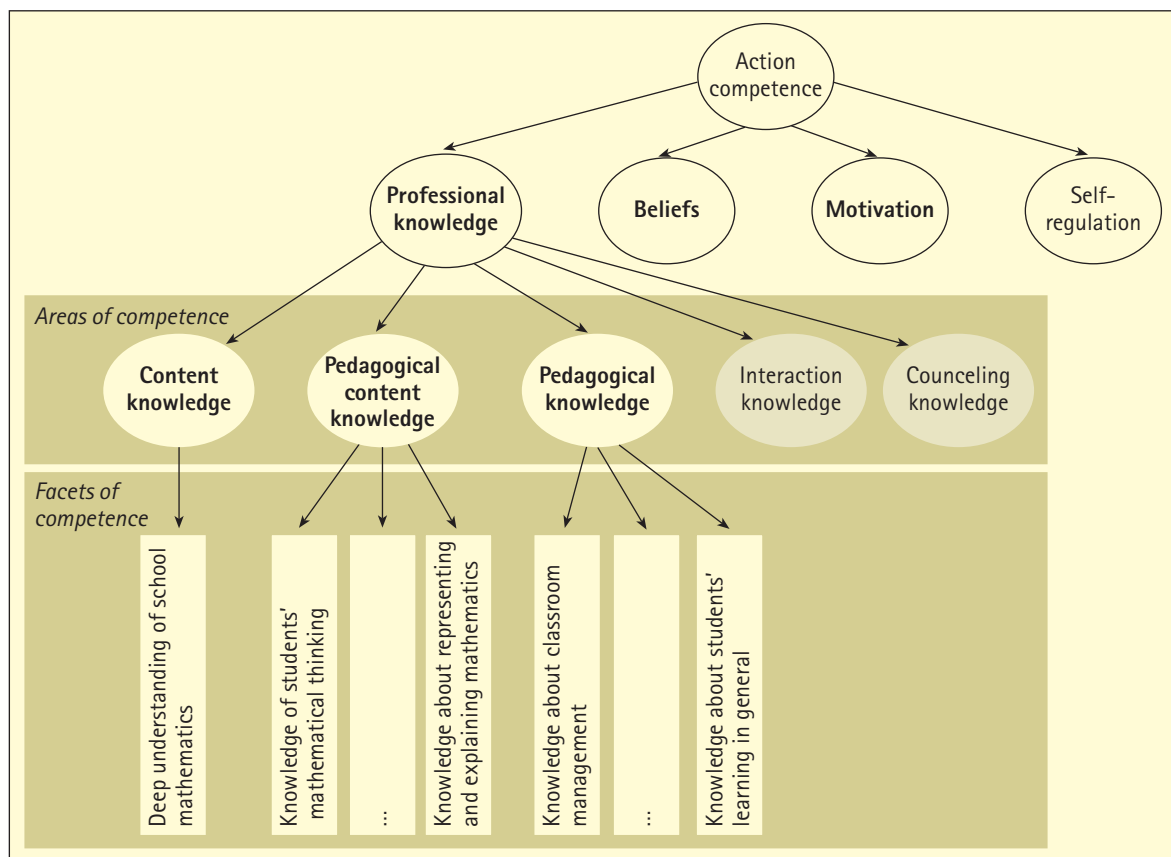 Action
competence
Professional
knowledge
Beliefs
Motivation
Self-
regulation
Areas of competence
Content
knowledge
Pedagogical
content
knowledge
Pedagogical
knowledge
Interaction
knowledge
Counceling
knowledge
Facets of
competence
Deep understanding of school
mathematics
Knowledge of students’
mathematical thinking
...
Knowledge about representing
and explaining mathematics
Knowledge about classroom
management
...
Knowledge about students’
learning in general